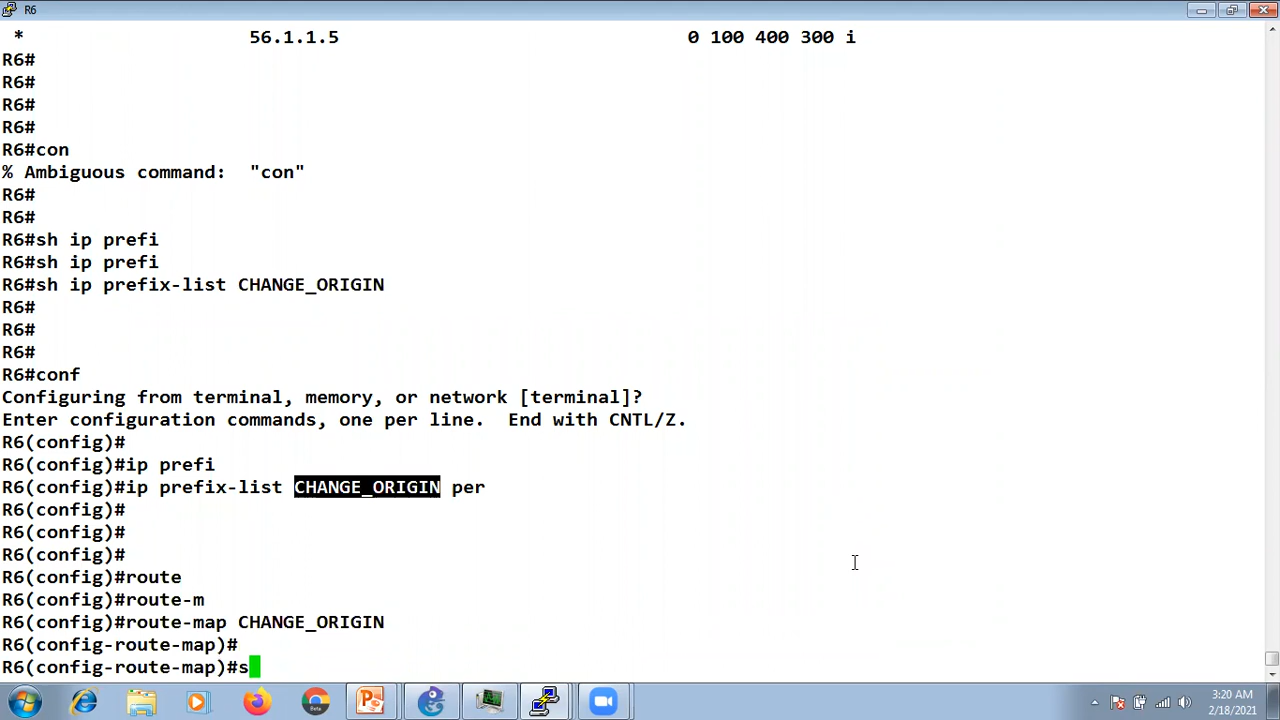 R6
* 56.1.1.5 0 100 400 300 i
R6#
R6#
R6#
R6#
R6#con
% Ambiguous command:  "con"
R6#
R6#
R6#sh ip prefi
R6#sh ip prefi
R6#sh ip prefix-list CHANGE_ORIGIN
R6#
R6#
R6#
R6#conf
Configuring from terminal, memory, or network [terminal]?
Enter configuration commands, one per line.  End with CNTL/Z.
R6(config)#
R6(config)#ip prefi
R6(config)#ip prefix-list CHANGE_ORIGIN per
R6(config)#
R6(config)#
R6(config)#
R6(config)#route
R6(config)#route-m
R6(config)#route-map CHANGE_ORIGIN
R6(config-route-map)#
R6(config-route-map)#s
3:20 AM
2/18/2021